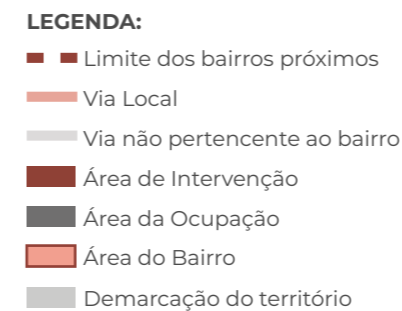 LEGENDA:
Limite dos bairros próximos
Via Local
Via não pertencente ao bairro
Área de Intervenção
Área da Ocupação
Área do Bairro
Demarcação do território